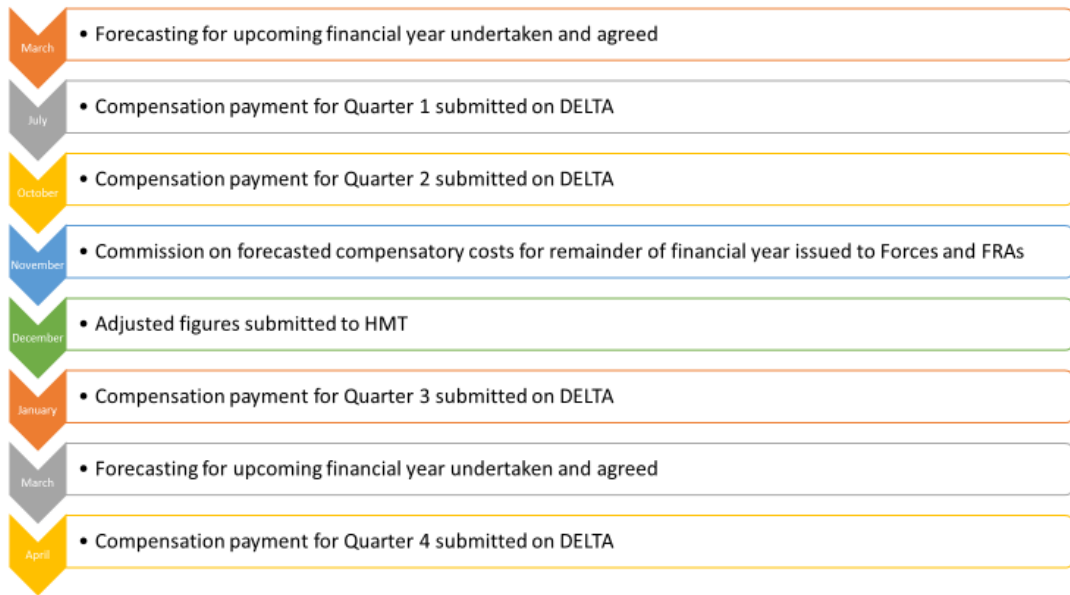 March
• Forecasting for upcoming financial year undertaken and agreed
July
• Compensation payment for Quarter 1 submitted on DELTA
October
• Compensation payment for Quarter 2 submitted on DELTA
November
• Commission on forecasted compensatory costs for remainder of financial year issued to Forces and FRAs
December
• Adjusted figures submitted to HMT
January
• Compensation payment for Quarter 3 submitted on DELTA
March
• Forecasting for upcoming financial year undertaken and agreed
April
• Compensation payment for Quarter 4 submitted on DELTA